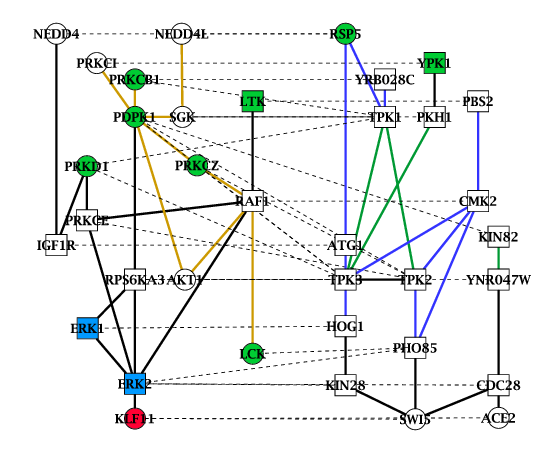 NEDD4 NEDD4L RSP5
PRKCI YPK1
PRKCB1 YRB028C
LTK PBS2
PDPK1 SGK TPK1 PKH1
PRKD1 PRKCZ
RAF1 CMK2
PRKCE
KIN82
IGF1R ATG1
RPS6KA3 AKT1 TPK3 TPK2 YNR047W
ERK1 HOG1
LCK PHO85
ERK2 KIN28 CDC28
KLF11 SWI5 ACE2